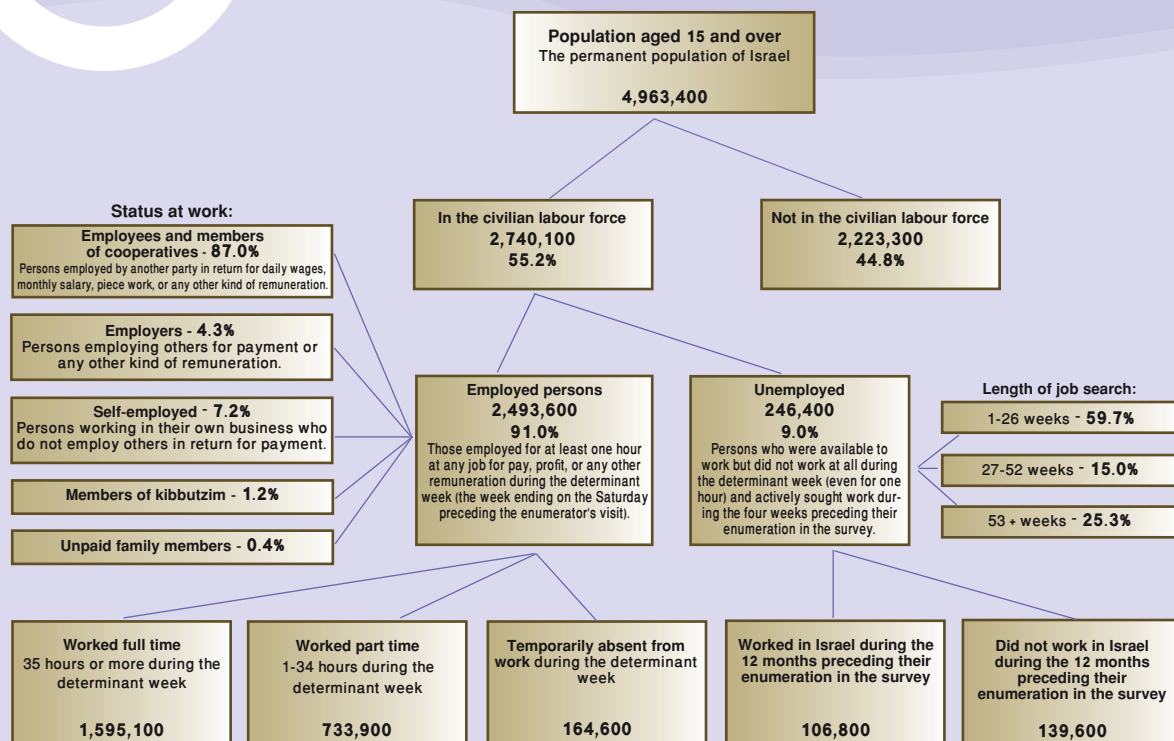 Population aged 15 and over
The permanent population of Israel
4,963,400
In the civilian labour force
2,740,100
55.2%
Not in the civilian labour force
2,223,300
44.8%
Status at work:
Employees and members
of cooperatives - 87.0%
Persons employed by another party in return for daily wages,
monthly salary, piece work, or any other kind of remuneration.
Employers - 4.3%
Persons employing others for payment or
any other kind of remuneration.
Self-employed - 7.2%
Persons working in their own business who
do not employ others in return for payment.
Members of kibbutzim - 1.2%
Unpaid family members - 0.4%
Employed persons
2,493,600
91.0%
Those employed for at least one hour
at any job for pay, profit, or any other
remuneration during the determinant
week (the week ending on the Saturday
preceding the enumerator's visit).
Unemployed
246,400
9.0%
Persons who were available to
work but did not work at all during
the determinant week (even for one
hour) and actively sought work dur-
ing the four weeks preceding their
enumeration in the survey.
Length of job search:
1-26 weeks - 59.7%
27-52 weeks - 15.0%
53 + weeks - 25.3%
Worked full time
35 hours or more during the
determinant week
1,595,100
Worked part time
1-34 hours during the
determinant week
733,900
Temporarily absent from
work during the determinant
week
164,600
Worked in Israel during the
12 months preceding their
enumeration in the survey
106,800
Did not work in Israel
during the 12 months
preceding their
enumeration in the survey
139,600